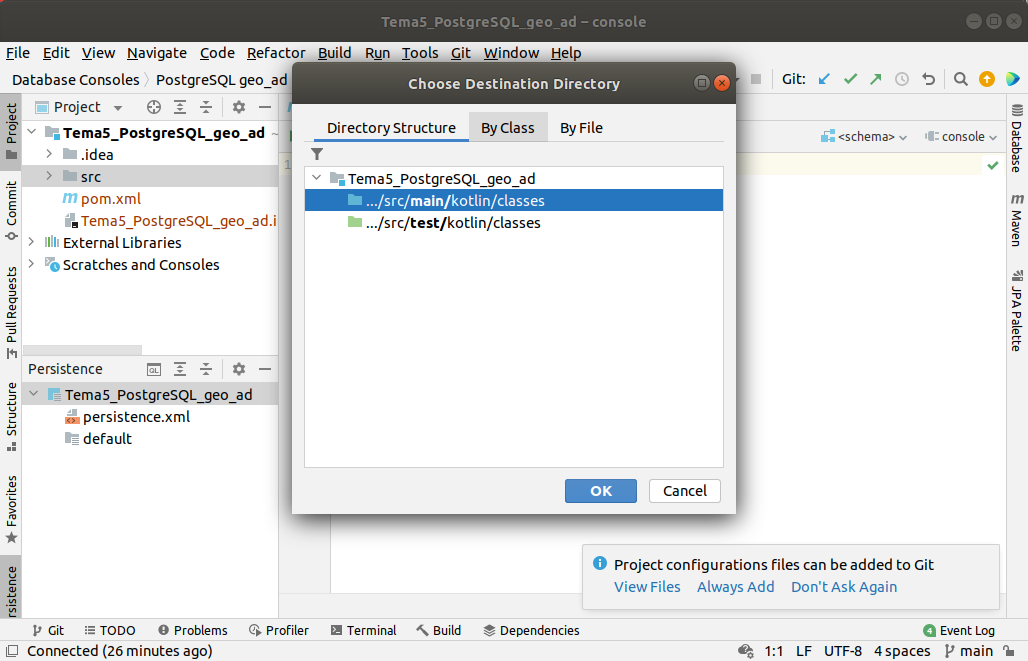 Tema5_PostgreSQL_geo_ad – console
File Edit View Navigate Code Refactor Build Run Tools Git Window Help
Database Consoles PostgreSQL geo_ad
Git:
Choose Destination Directory
Directory Structure By Class By File
Tema5_PostgreSQL_geo_ad
.../src/main/kotlin/classes
.../src/test/kotlin/classes
OK Cancel
Project
Commit
Pull Requests
Structure
Favorites
Project
Tema5_PostgreSQL_geo_ad ~
.idea
src
pom.xml
Tema5_PostgreSQL_geo_ad.i
External Libraries
Scratches and Consoles
Persistence
QL
Tema5_PostgreSQL_geo_ad
persistence.xml
default
1
<schema> console
Database
Maven
JPA Palette
Project configurations files can be added to Git
View Files Always Add Don't Ask Again
Git TODO Problems Profiler Terminal Build Dependencies 4 Event Log
Connected (26 minutes ago) 1:1 LF UTF-8 4 spaces main